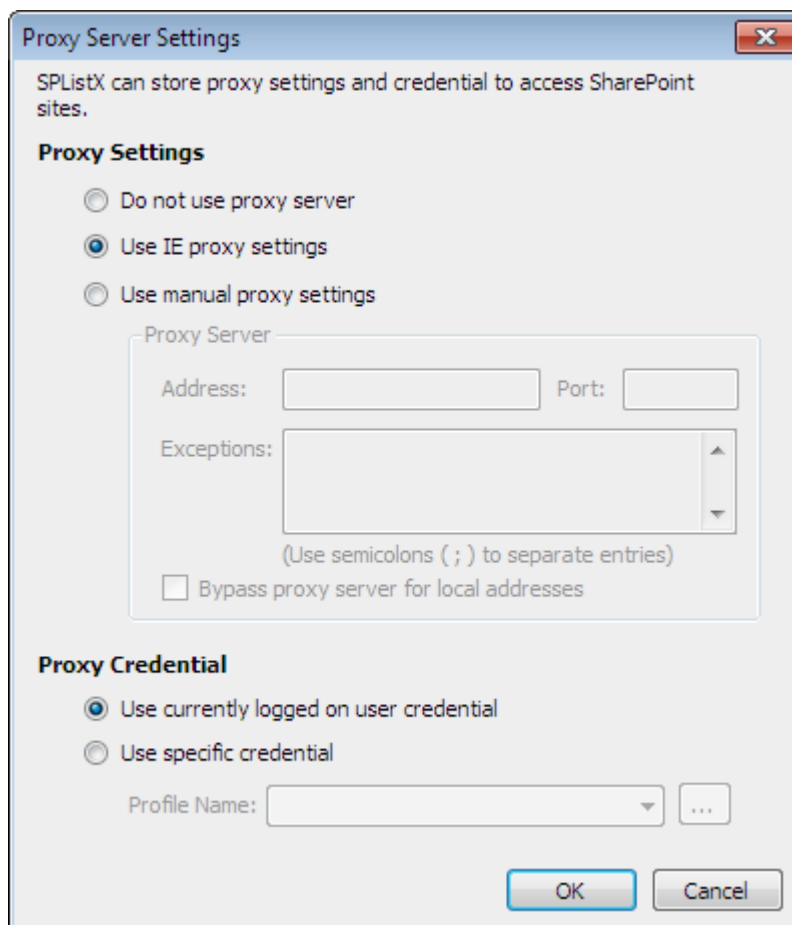 Proxy Server Settings
SPListX can store proxy settings and credential to access SharePoint
sites.
Proxy Settings
Do not use proxy server
Use IE proxy settings
Use manual proxy settings
Proxy Server
Address:
Port:
Exceptions:
(Use semicolons ( ; ) to separate entries)
Bypass proxy server for local addresses
Proxy Credential
Use currently logged on user credential
Use specific credential
Profile Name:
...
OK
Cancel